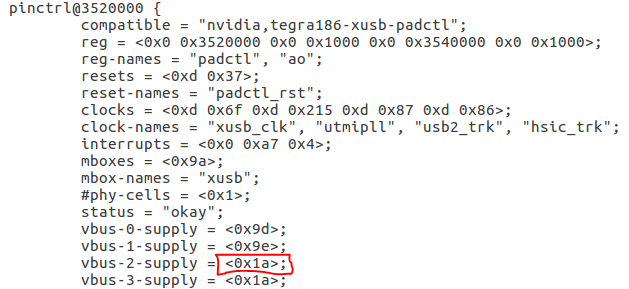 pinctrl@3520000 {
compatible = "nvidia,tegra186-xusb-padctl";
reg = <0x0 0x3520000 0x0 0x1000 0x0 0x3540000 0x0 0x1000>;
reg-names = "padctl", "ao";
resets = <0xd 0x37>;
reset-names = "padctl_rst";
clocks = <0xd 0x6f 0xd 0x215 0xd 0x87 0xd 0x86>;
clock-names = "xusb_clk", "utmipll", "usb2_trk", "hsic_trk";
interrupts = <0x0 0xa7 0x4>;
mboxes = <0x9a>;
mbox-names = "xusb";
#phy-cells = <0x1>;
status = "okay";
vbus-0-supply = <0x9d>;
vbus-1-supply = <0x9e>;
vbus-2-supply = <0x1a>;
vbus-3-supply = <0x1a>;